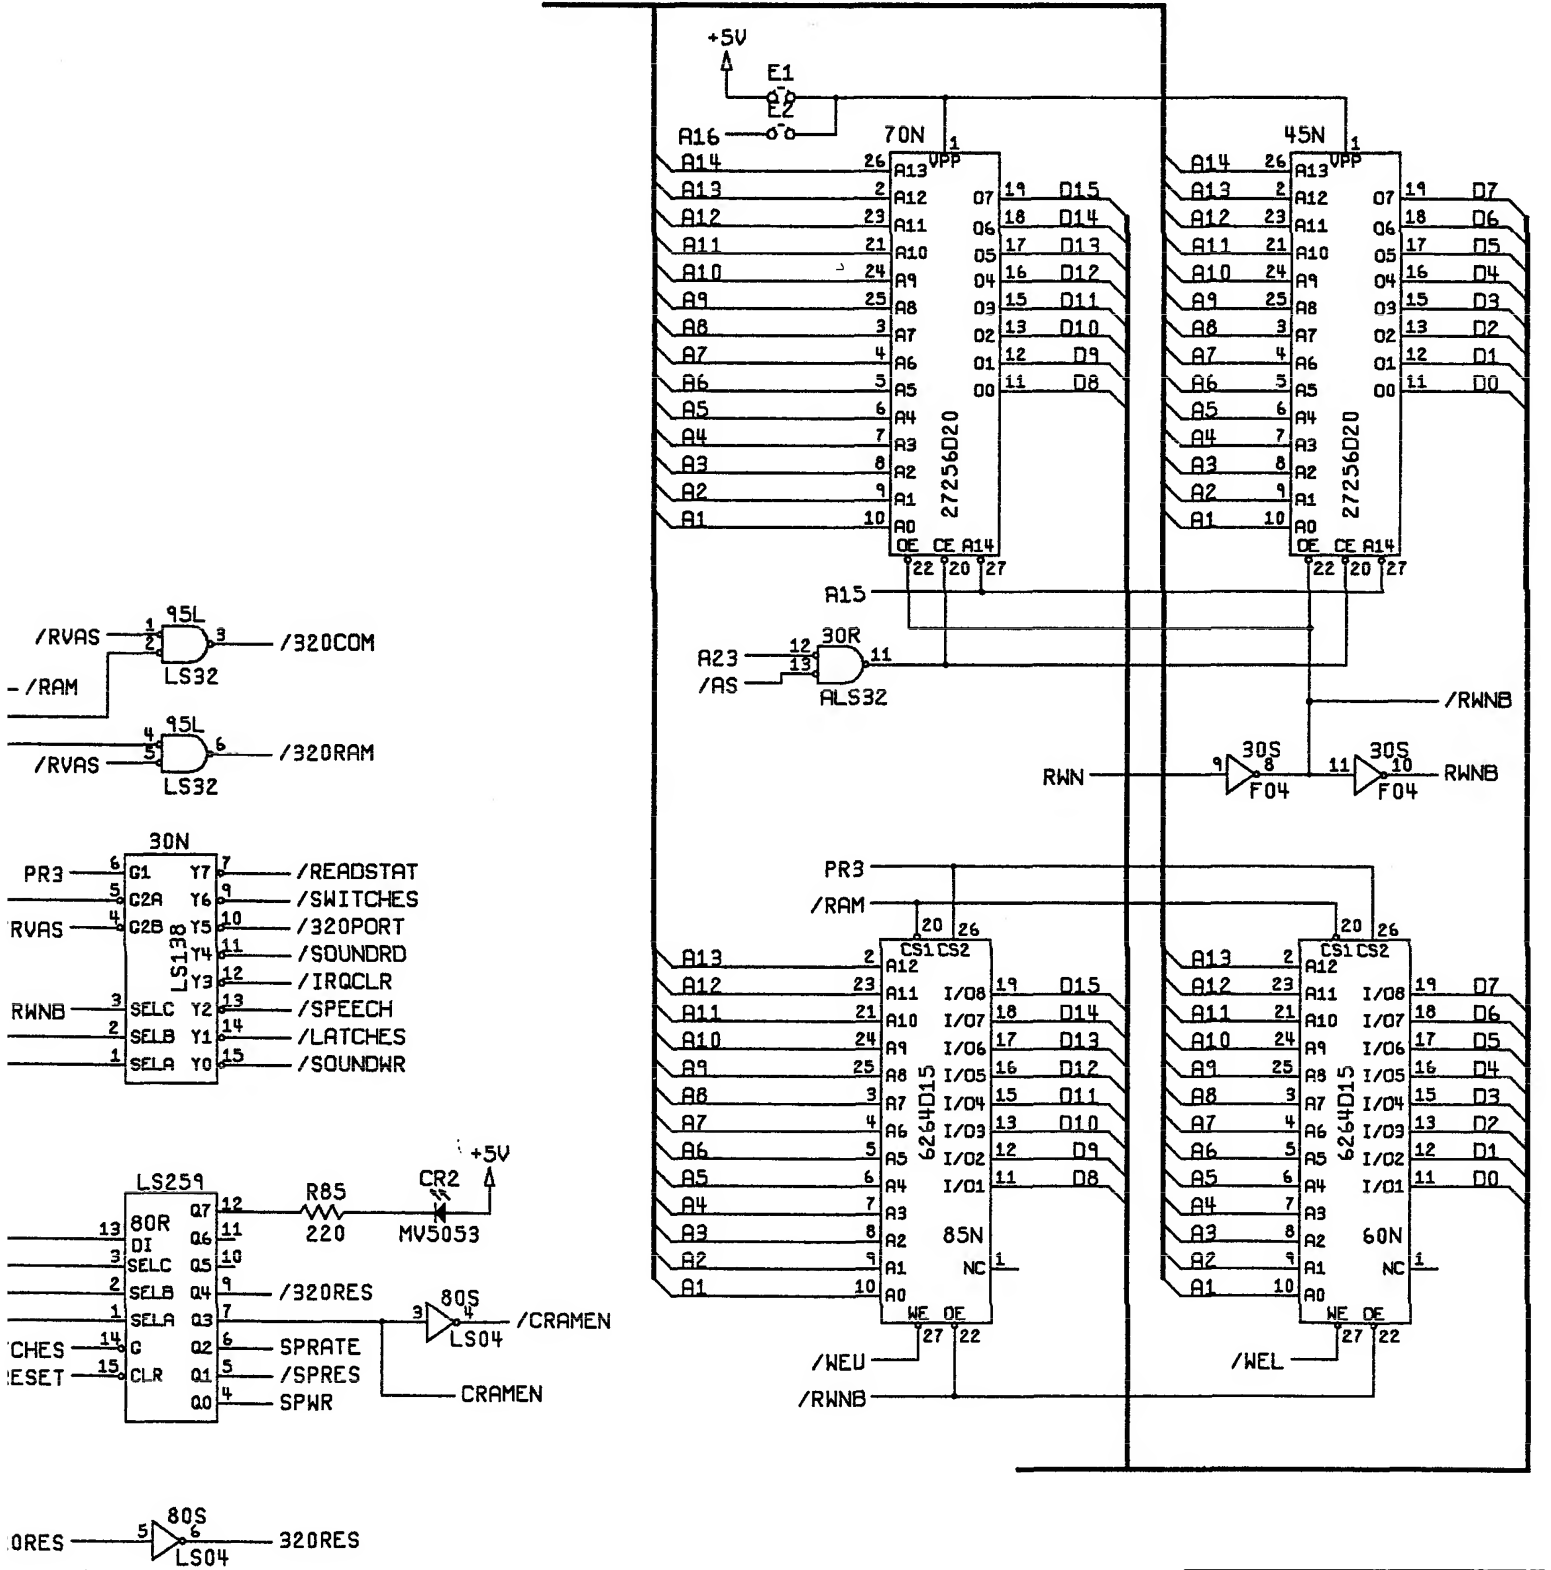 +5V
E1
E2
A16
70N
1
VPP
A14 26 A13
A13 2 A12 O7 19 D15
A12 23 A11 O6 18 D14
A11 21 A10 O5 17 D13
A10 24 A9 O4 16 D12
A9 25 A8 O3 15 D11
A8 3 A7 O2 13 D10
A7 4 A6 O1 12 D9
A6 5 A5 O0 11 D8
A5 6 A4
A4 7 A3
A3 8 A2
A2 9 A1
A1 10 A0
27256D20
OE CE A14
22 20 27
45N
1
VPP
A14 26 A13
A13 2 A12 O7 19 D7
A12 23 A11 O6 18 D6
A11 21 A10 O5 17 D5
A10 24 A9 O4 16 D4
A9 25 A8 O3 15 D3
A8 3 A7 O2 13 D2
A7 4 A6 O1 12 D1
A6 5 A5 O0 11 D0
A5 6 A4
A4 7 A3
A3 8 A2
A2 9 A1
A1 10 A0
27256D20
OE CE A14
22 20 27
A15
30R
A23 12
/AS 13
11
ALS32
/RWNB
RWN 9 30S 8 F04
11 30S 10 F04 RWNB
95L
/RVAS 1
2
3 /320COM
LS32
-/RAM
95L
4
/RVAS 5
6 /320RAM
LS32
30N
PR3 6 G1 Y7 7 /READSTAT
5 G2A Y6 9 /SWITCHES
RVAS 4 G2B Y5 10 /320PORT
Y4 11 /SOUNDRD
Y3 12 /IRQCLR
RWNB 3 SELC Y2 13 /SPEECH
2 SELB Y1 14 /LATCHES
1 SELA Y0 15 /SOUNDWR
LS138
PR3
/RAM
20 26
CS1 CS2
A13 2 A12
A12 23 A11 I/O8 19 D15
A11 21 A10 I/O7 18 D14
A10 24 A9 I/O6 17 D13
A9 25 A8 I/O5 16 D12
A8 3 A7 I/O4 15 D11
A7 4 A6 I/O3 13 D10
A6 5 A5 I/O2 12 D9
A5 6 A4 I/O1 11 D8
A4 7 A3
A3 8 A2 85N
A2 9 A1 NC 1
A1 10 A0
6264D15
WE OE
27 22
/WEU
/RWNB
20 26
CS1 CS2
A13 2 A12
A12 23 A11 I/O8 19 D7
A11 21 A10 I/O7 18 D6
A10 24 A9 I/O6 17 D5
A9 25 A8 I/O5 16 D4
A8 3 A7 I/O4 15 D3
A7 4 A6 I/O3 13 D2
A6 5 A5 I/O2 12 D1
A5 6 A4 I/O1 11 D0
A4 7 A3
A3 8 A2 60N
A2 9 A1 NC 1
A1 10 A0
6264D15
WE OE
27 22
/WEL
LS259
80R
Q7 12
R85
220
CR2
MV5053
+5V
13 DI Q6 11
3 SELC Q5 10
2 SELB Q4 9 /320RES
1 SELA Q3 7
CHES 14 G Q2 6 SPRATE
ESET 15 CLR Q1 5 /SPRES
Q0 4 SPWR
3 80S 4 /CRAMEN
LS04
CRAMEN
0RES 5 80S 6 320RES
LS04